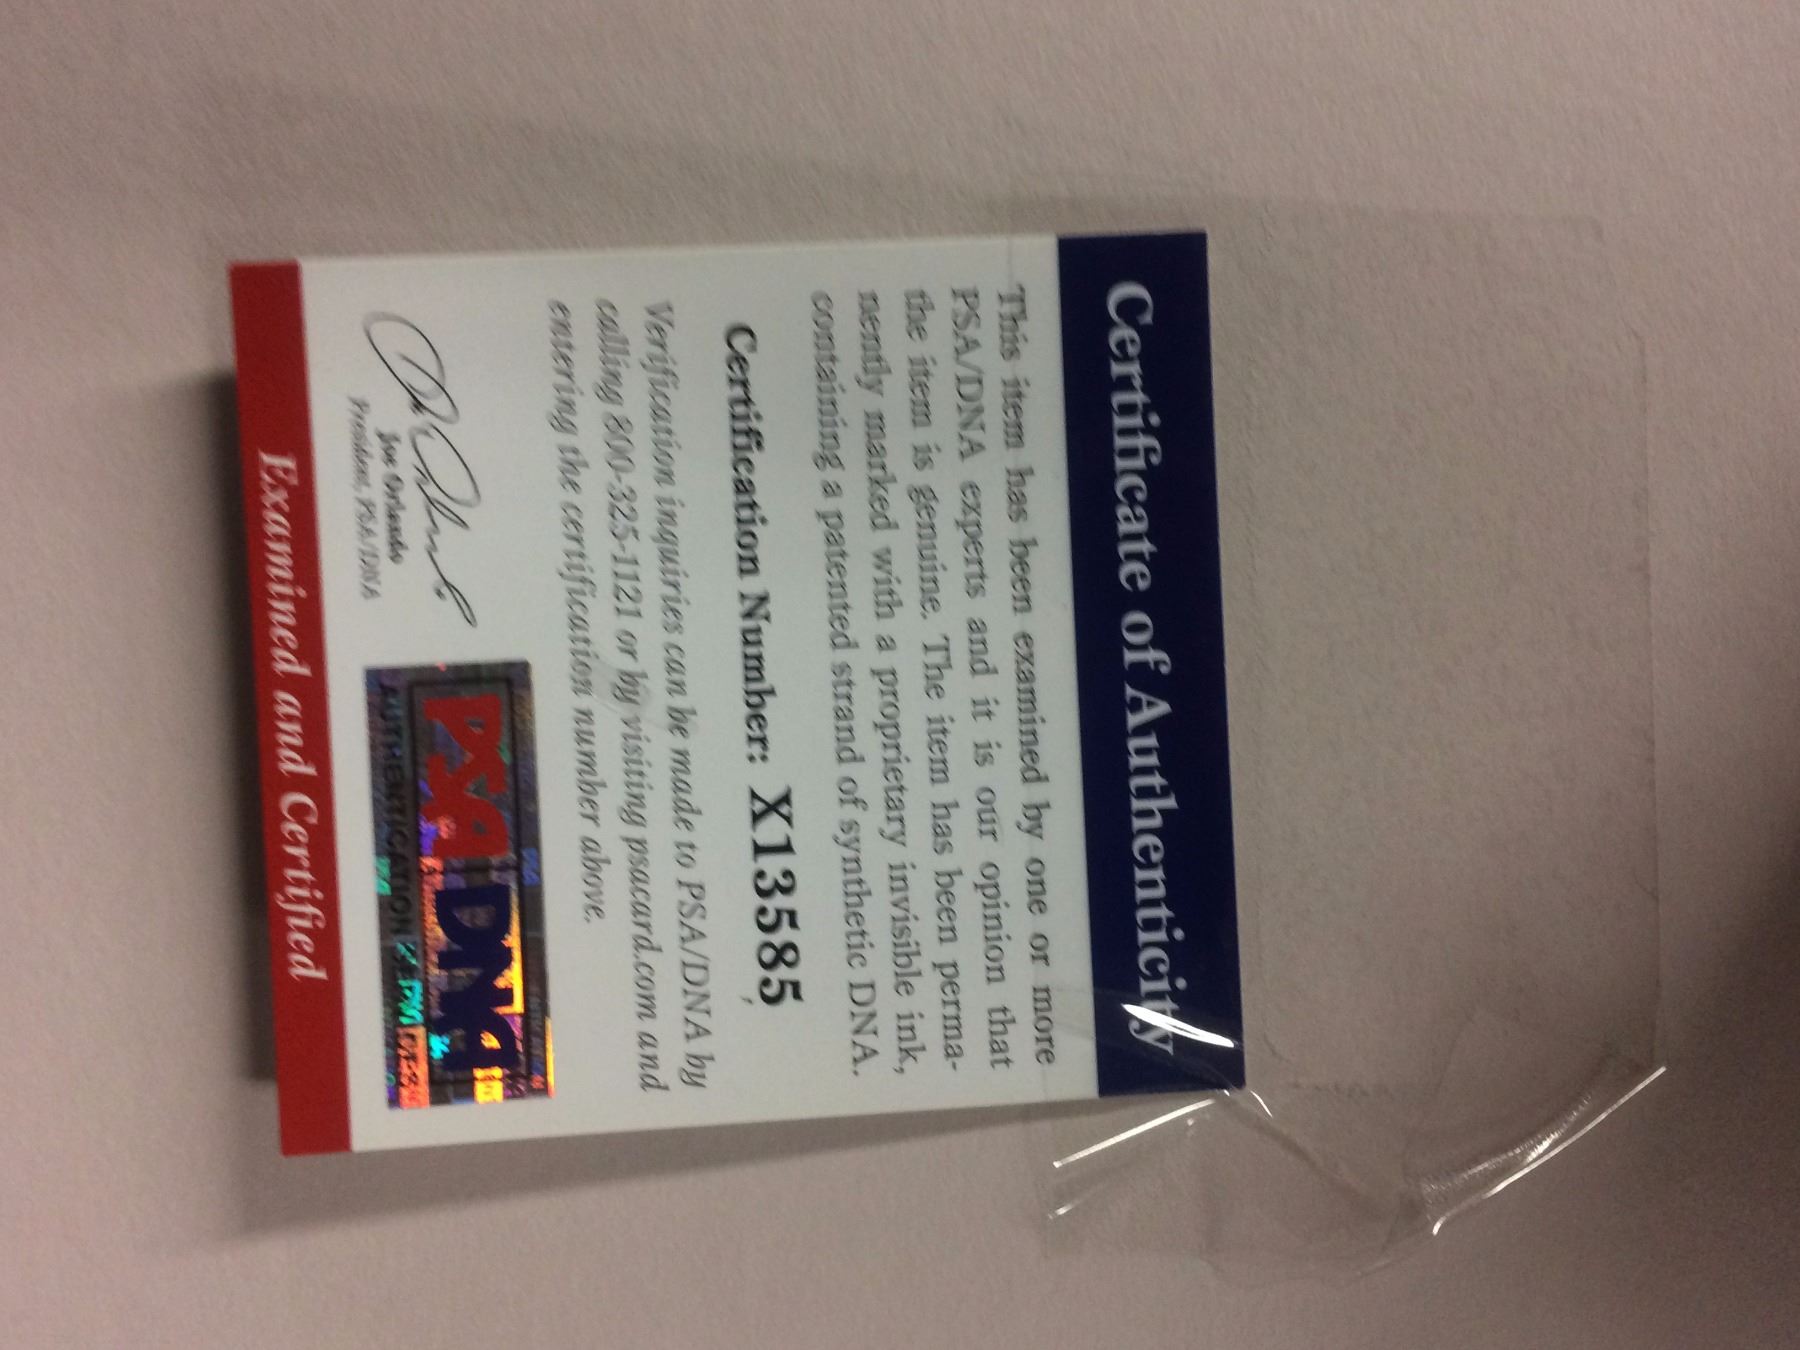 Certificate of Authenticity
This item has been examined by one or more
PSA/DNA experts and it is our opinion that
the item is genuine. The item has been perma-
nently marked with a proprietary invisible ink,
containing a patented strand of synthetic DNA.
Certification Number: X13585
Verification inquiries can be made to PSA/DNA by
calling 800-325-1121 or by visiting psacard.com and
entering the certification number above.
Joe Orlando
President, PSA/DNA
PSA DNA
AUTHENTICATION
Examined and Certified